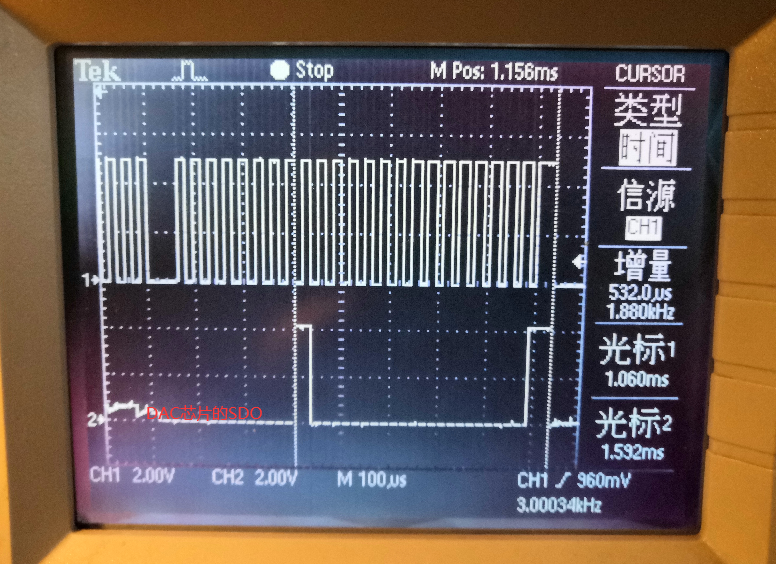 Tek Stop M Pos: 1.156ms CURSOR
类型
时间
信源
CH1
增量
532.0µs
1.880kHz
光标1
1.060ms
光标2
1.592ms
1
2
DAC芯片的SDO
CH1 2.00V CH2 2.00V M 100µs CH1 960mV
3.00034kHz